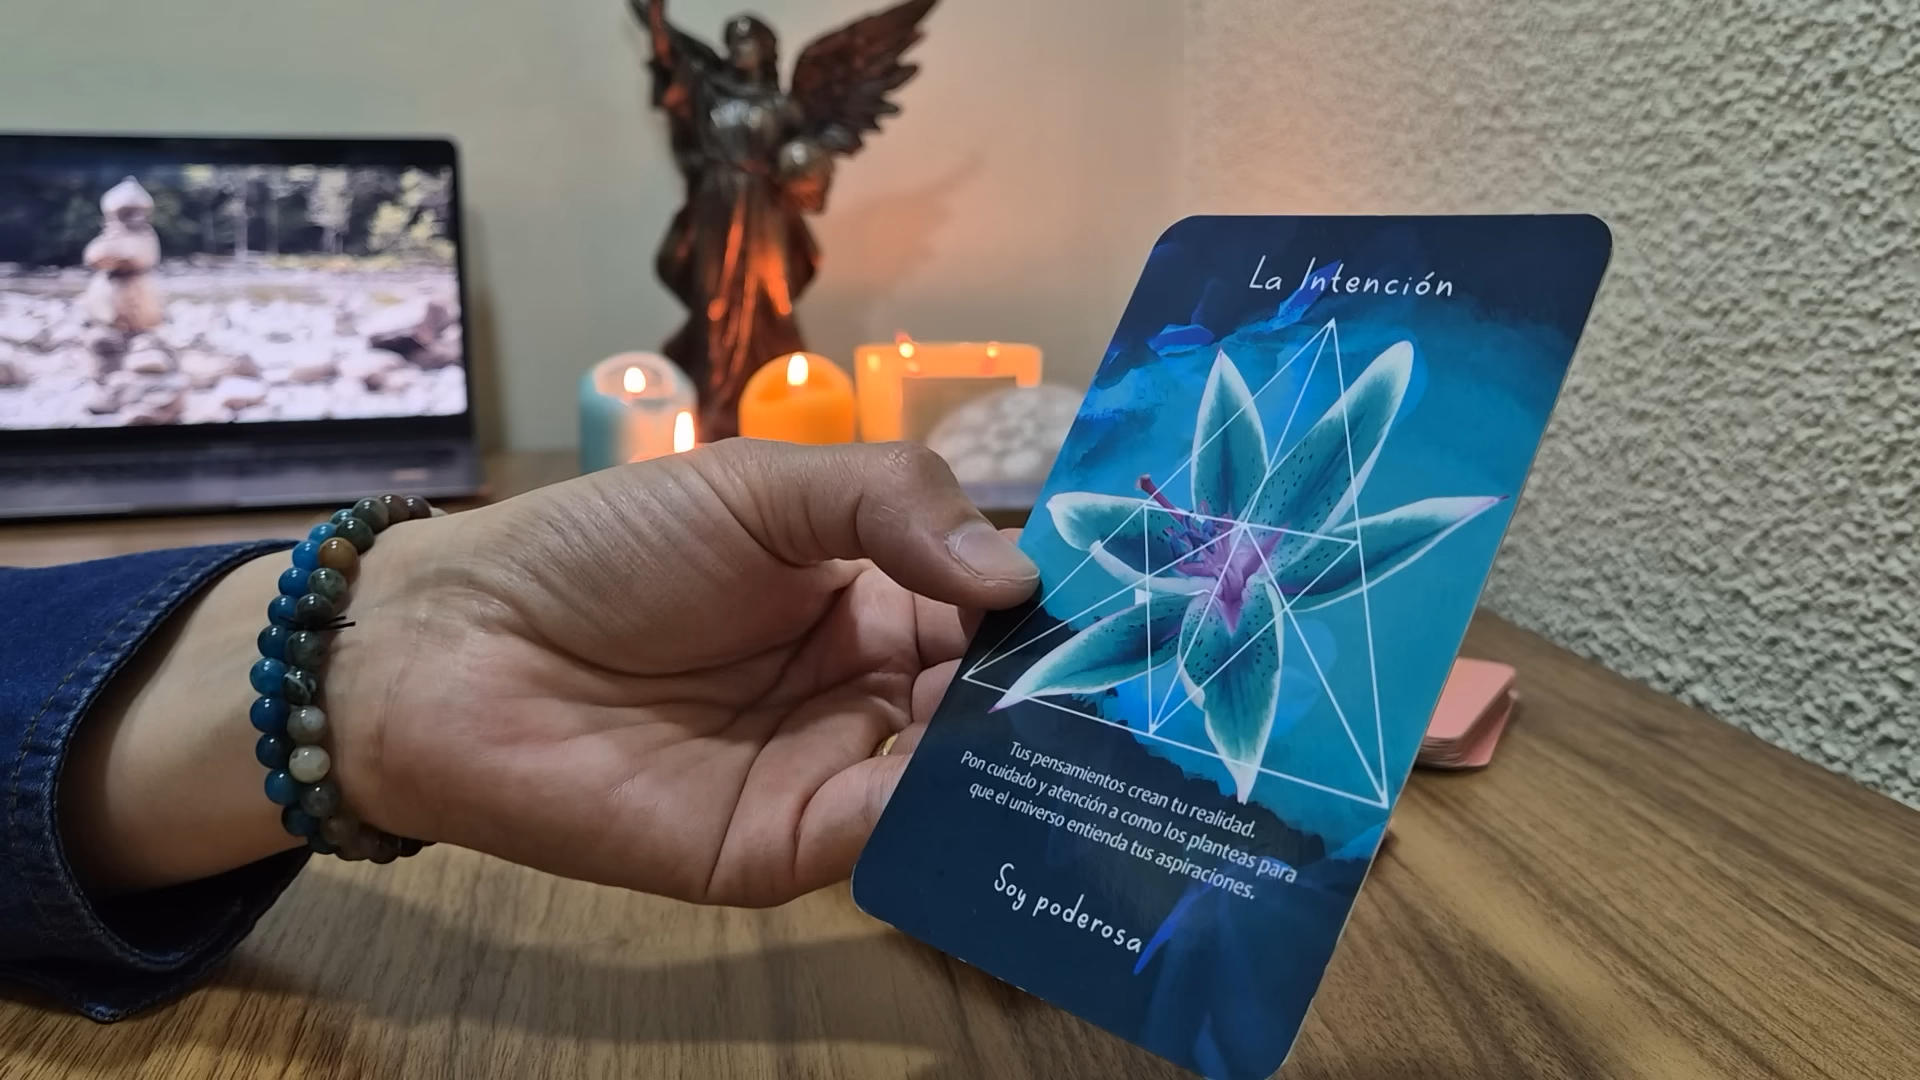 La Intención
Tus pensamientos crean tu realidad.
Pon cuidado y atención a como los planteas para
que el universo entienda tus aspiraciones.
Soy poderosa